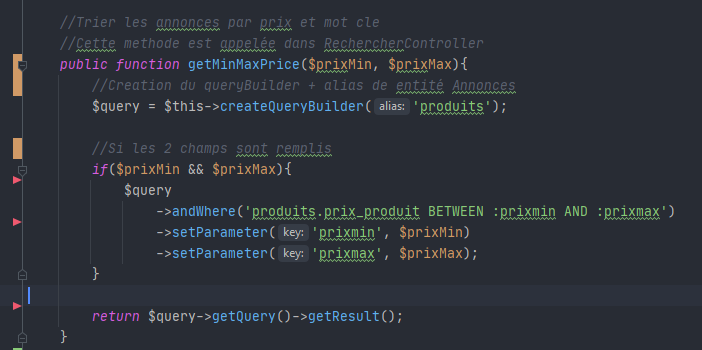 //Trier les annonces par prix et mot cle
//Cette methode est appelée dans RechercherController
public function getMinMaxPrice($prixMin, $prixMax){
//Creation du queryBuilder + alias de entité Annonces
$query = $this->createQueryBuilder( alias: 'produits');
//Si les 2 champs sont remplis
if($prixMin && $prixMax){
$query
->andWhere('produits.prix_produit BETWEEN :prixmin AND :prixmax')
->setParameter( key: 'prixmin', $prixMin)
->setParameter( key: 'prixmax', $prixMax);
}
return $query->getQuery()->getResult();
}